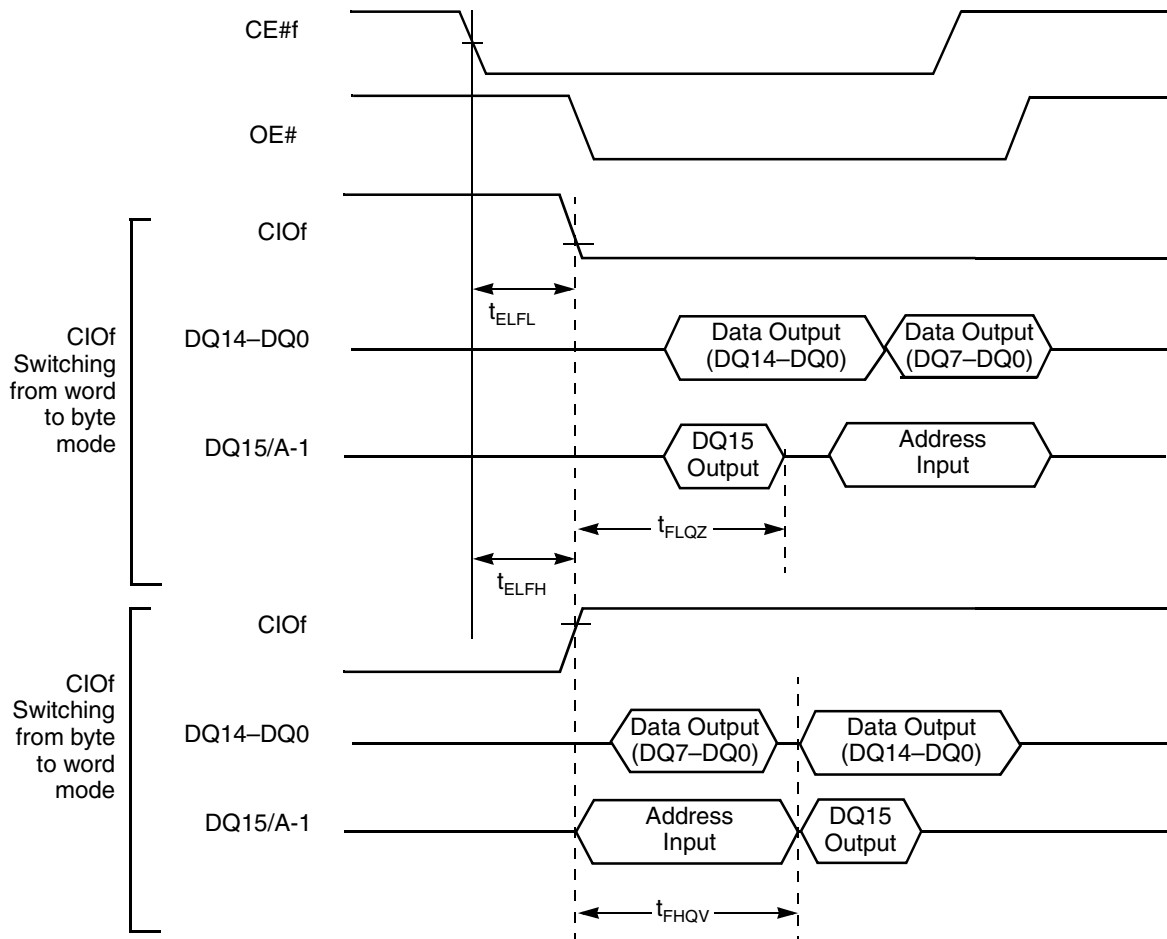 CE#f
OE#
CIOf
Switching
from word
to byte
mode
CIOf
tELFL
DQ14–DQ0
Data Output
(DQ14–DQ0)
Data Output
(DQ7–DQ0)
DQ15/A-1
DQ15
Output
Address
Input
tFLQZ
tELFH
CIOf
Switching
from byte
to word
mode
CIOf
DQ14–DQ0
Data Output
(DQ7–DQ0)
Data Output
(DQ14–DQ0)
DQ15/A-1
Address
Input
DQ15
Output
tFHQV